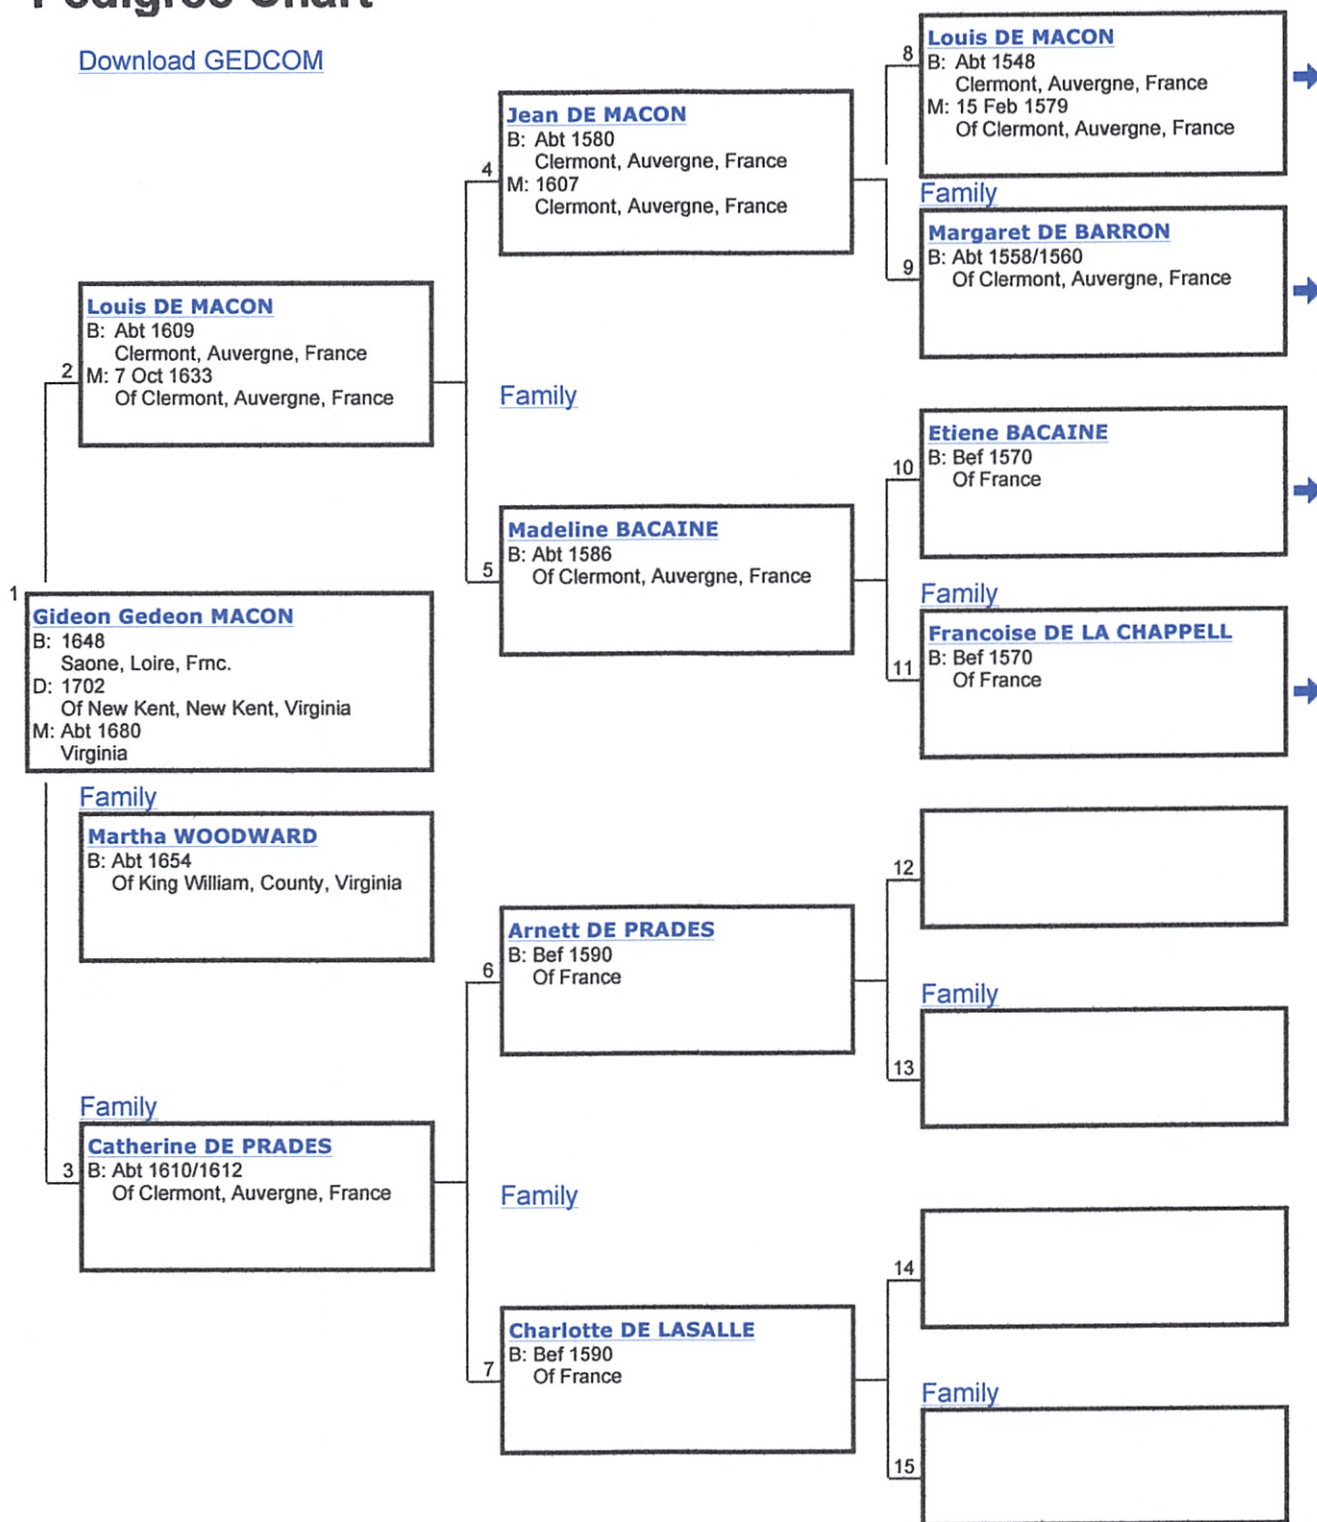 Pedigree Chart
Download GEDCOM
1
Gideon Gedeon MACON
B: 1648
Saone, Loire, Frnc.
D: 1702
Of New Kent, New Kent, Virginia
M: Abt 1680
Virginia
Family
Martha WOODWARD
B: Abt 1654
Of King William, County, Virginia
2
Louis DE MACON
B: Abt 1609
Clermont, Auvergne, France
M: 7 Oct 1633
Of Clermont, Auvergne, France
Family
3
Catherine DE PRADES
B: Abt 1610/1612
Of Clermont, Auvergne, France
4
Jean DE MACON
B: Abt 1580
Clermont, Auvergne, France
M: 1607
Clermont, Auvergne, France
Family
5
Madeline BACAINE
B: Abt 1586
Of Clermont, Auvergne, France
6
Arnett DE PRADES
B: Bef 1590
Of France
Family
7
Charlotte DE LASALLE
B: Bef 1590
Of France
8
Louis DE MACON
B: Abt 1548
Clermont, Auvergne, France
M: 15 Feb 1579
Of Clermont, Auvergne, France
Family
9
Margaret DE BARRON
B: Abt 1558/1560
Of Clermont, Auvergne, France
10
Etiene BACAINE
B: Bef 1570
Of France
Family
11
Francoise DE LA CHAPPELL
B: Bef 1570
Of France
12
Family
13
14
Family
15